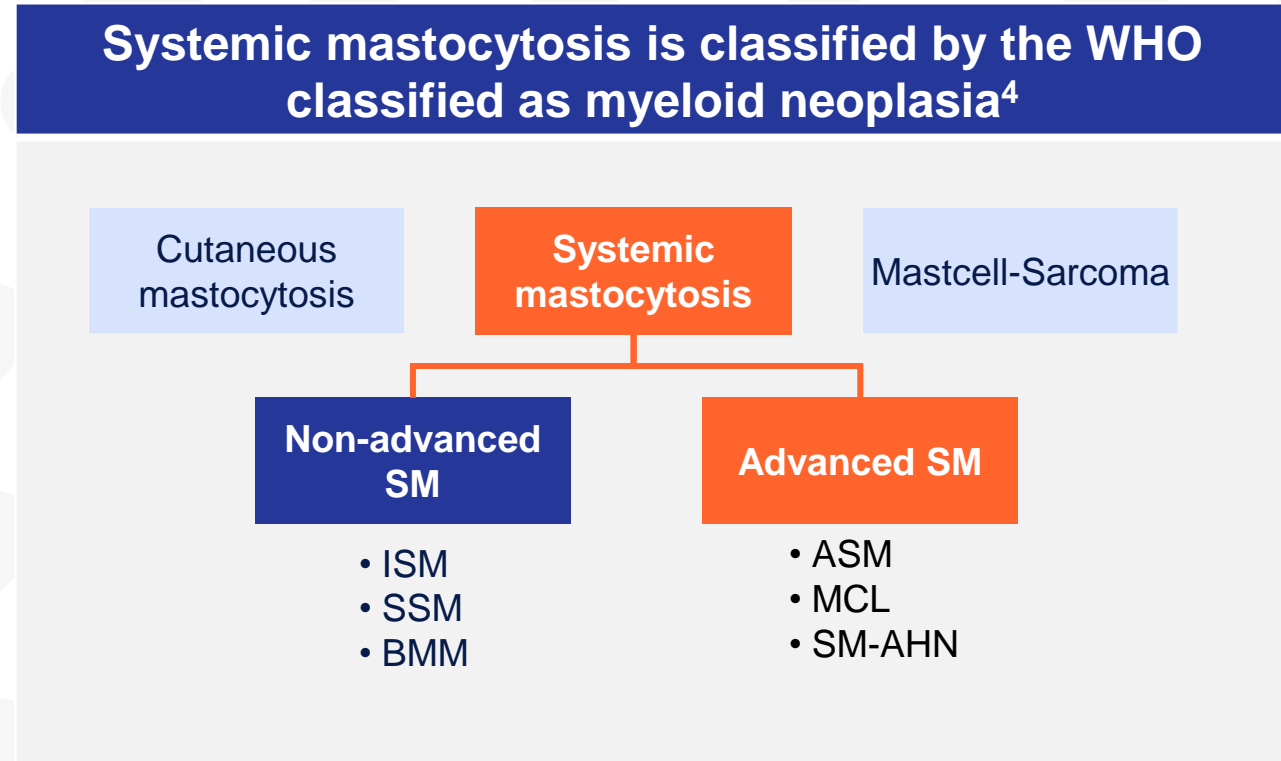 Systemic mastocytosis is classified by the WHO
classified as myeloid neoplasia⁴
Cutaneous
mastocytosis
Systemic
mastocytosis
Mastcell-Sarcoma
Non-advanced
SM
• ISM
• SSM
• BMM
Advanced SM
• ASM
• MCL
• SM-AHN